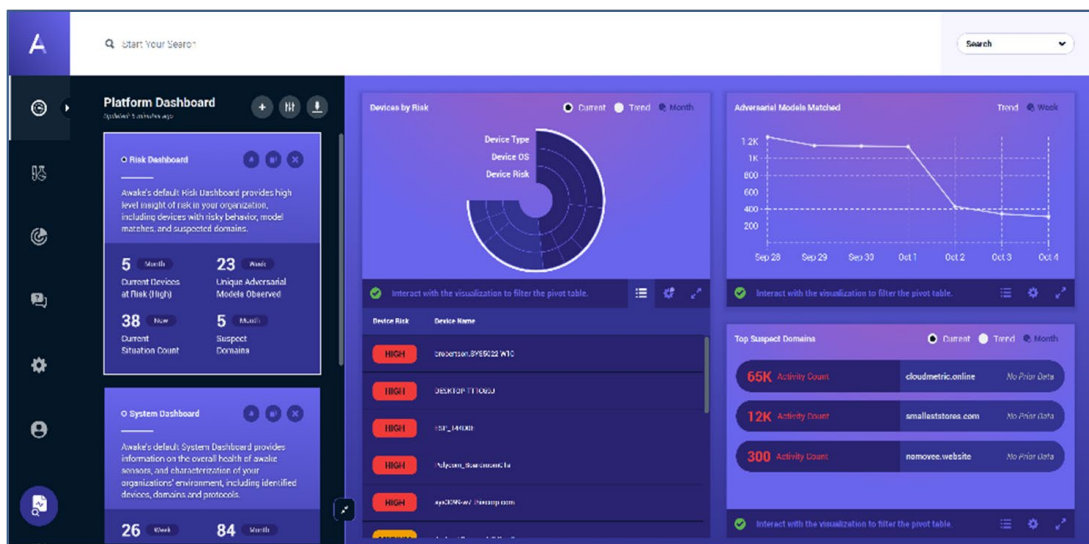 Start Your Search
Search
Platform Dashboard
Updated: 5 minutes ago
Risk Dashboard
Awake's default Risk Dashboard provides high
level insight of risk in your organization,
including devices with risky behavior, model
matches, and suspected domains.
5 Month
Current Devices
at Risk (High)
23 Week
Unique Adversarial
Models Observed
38 Now
Current
Situation Count
5 Month
Suspect
Domains
System Dashboard
Awake's default System Dashboard provides
information on the overall health of awake
sensors, and characterization of your
organizations' environment, including identified
devices, domains and protocols.
26 Week
84 Month
Devices by Risk
Current Trend Month
Device Type
Device OS
Device Risk
Interact with the visualization to filter the pivot table.
Device Risk Device Name
HIGH
HIGH
HIGH
HIGH
HIGH
MEDIUM
Adversarial Models Matched
Trend Week
1.2K
1K
800
600
400
200
Sep 28 Sep 29 Sep 30 Oct 1 Oct 2 Oct 3 Oct 4
Interact with the visualization to filter the pivot table.
Top Suspect Domains
Current Trend Month
65K Activity Count cloudmetric.online No Prior Data
12K Activity Count smalleststores.com No Prior Data
300 Activity Count nomovee.website No Prior Data
Interact with the visualization to filter the pivot table.